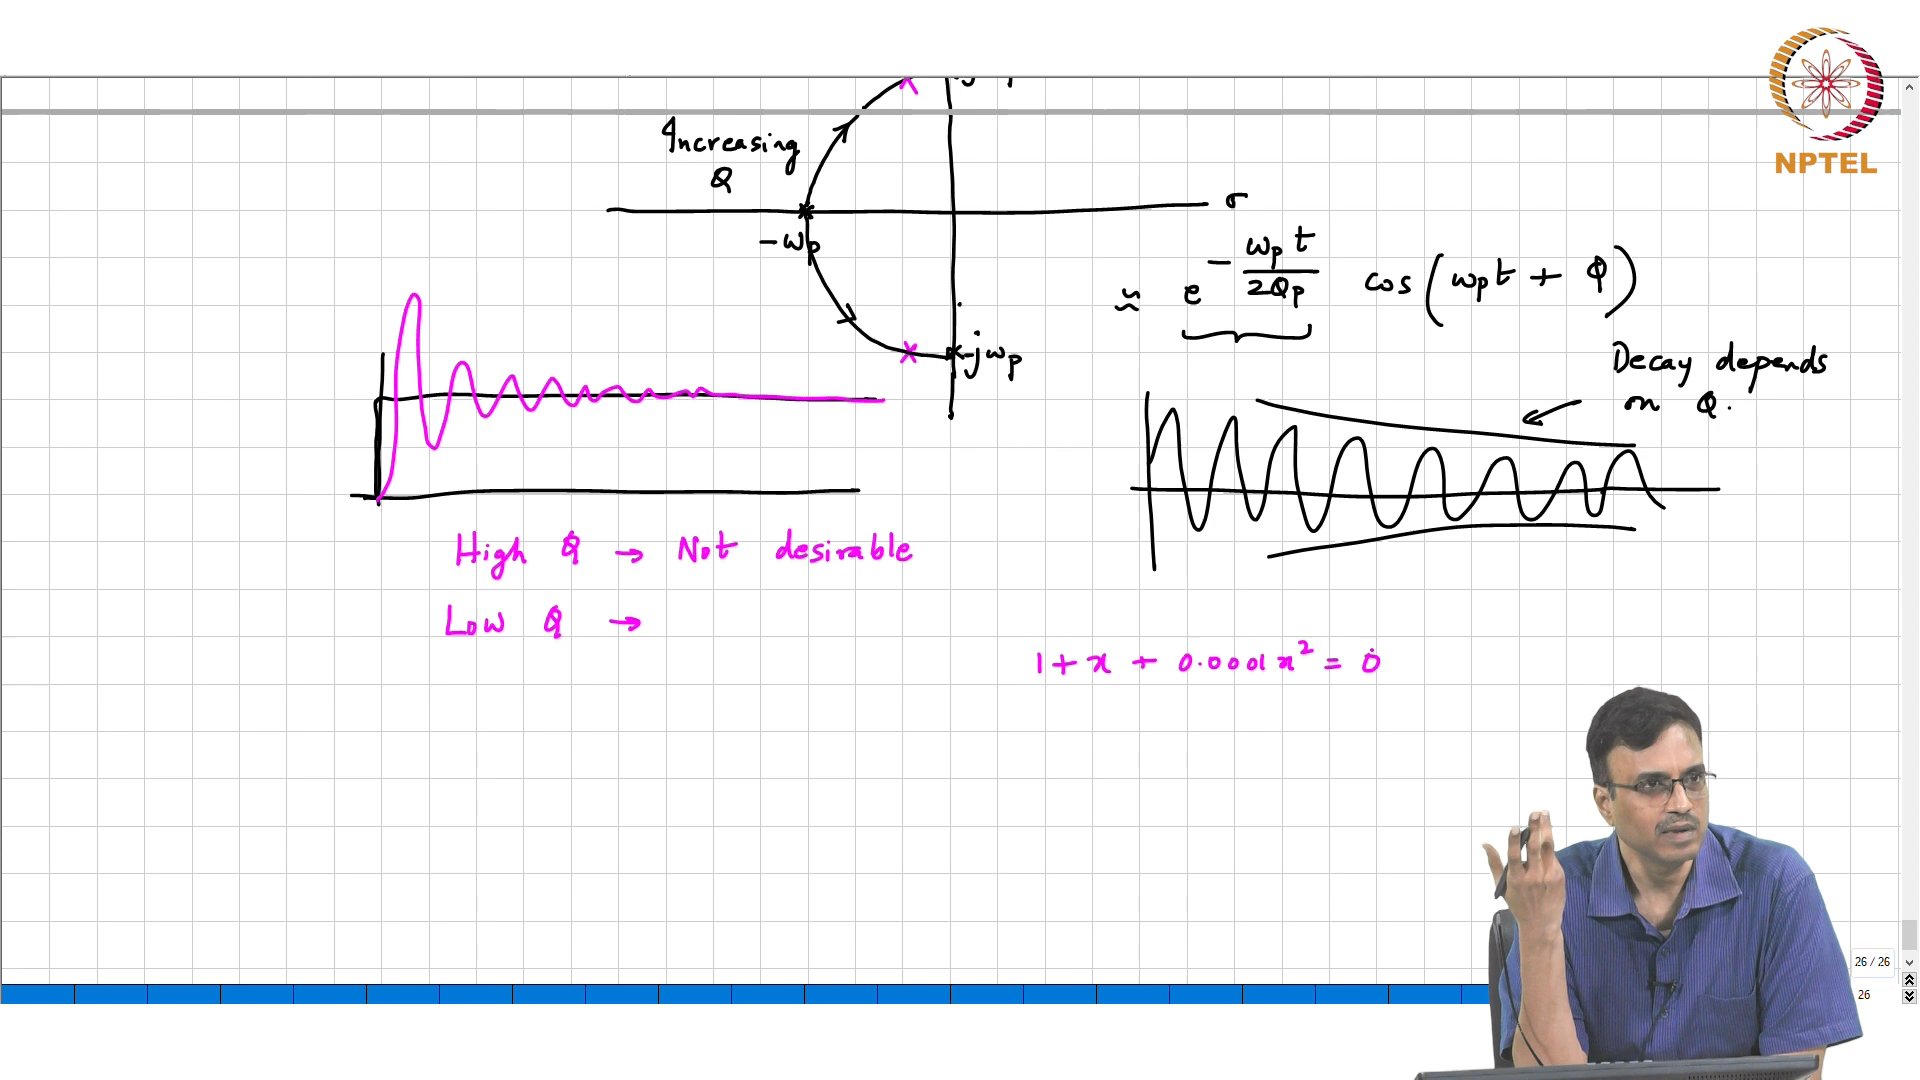 NPTEL
Increasing
Q
σ
-ωp
-jωp
≈ e^{-ωp t / 2Qp} cos(ωpt + φ)
Decay depends
on Q.
High Q → Not desirable
Low Q →
1 + x + 0.0001x² = 0
26 / 26
26